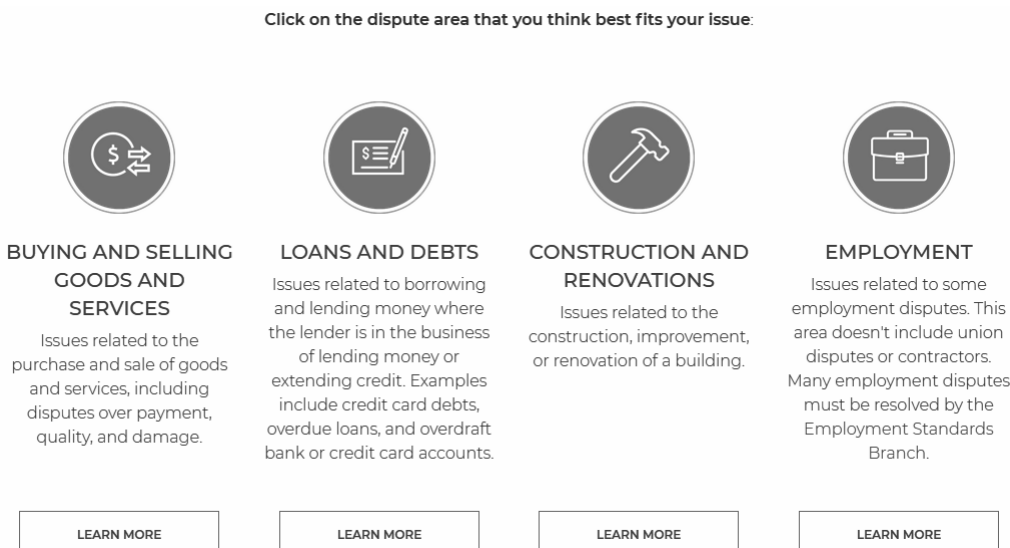 Click on the dispute area that you think best fits your issue:
$
BUYING AND SELLING
GOODS AND
SERVICES
Issues related to the
purchase and sale of goods
and services, including
disputes over payment,
quality, and damage.
LEARN MORE
$
LOANS AND DEBTS
Issues related to borrowing
and lending money where
the lender is in the business
of lending money or
extending credit. Examples
include credit card debts,
overdue loans, and overdraft
bank or credit card accounts.
LEARN MORE
CONSTRUCTION AND
RENOVATIONS
Issues related to the
construction, improvement,
or renovation of a building.
LEARN MORE
EMPLOYMENT
Issues related to some
employment disputes. This
area doesn't include union
disputes or contractors.
Many employment disputes
must be resolved by the
Employment Standards
Branch.
LEARN MORE